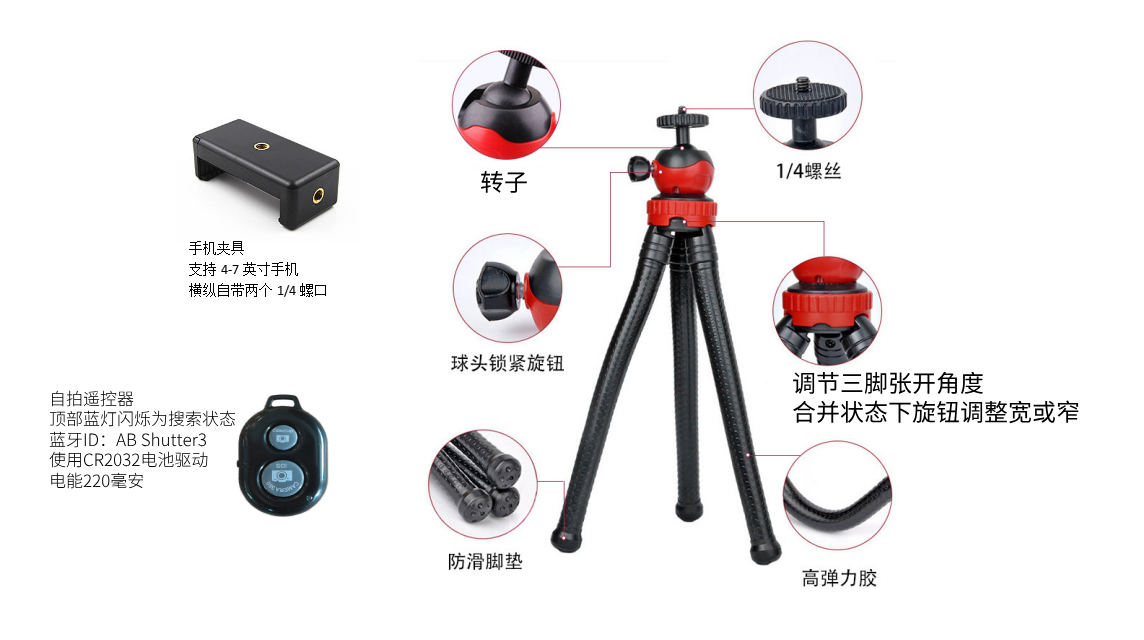 转子
1/4螺丝
手机夹具
支持 4-7 英寸手机
横纵自带两个 1/4 螺口
球头锁紧旋钮
调节三脚张开角度
合并状态下旋钮调整宽或窄
自拍遥控器
顶部蓝灯闪烁为搜索状态
蓝牙ID：AB Shutter3
使用CR2032电池驱动
电能220毫安
iOS
CAMERA360
防滑脚垫
高弹力胶